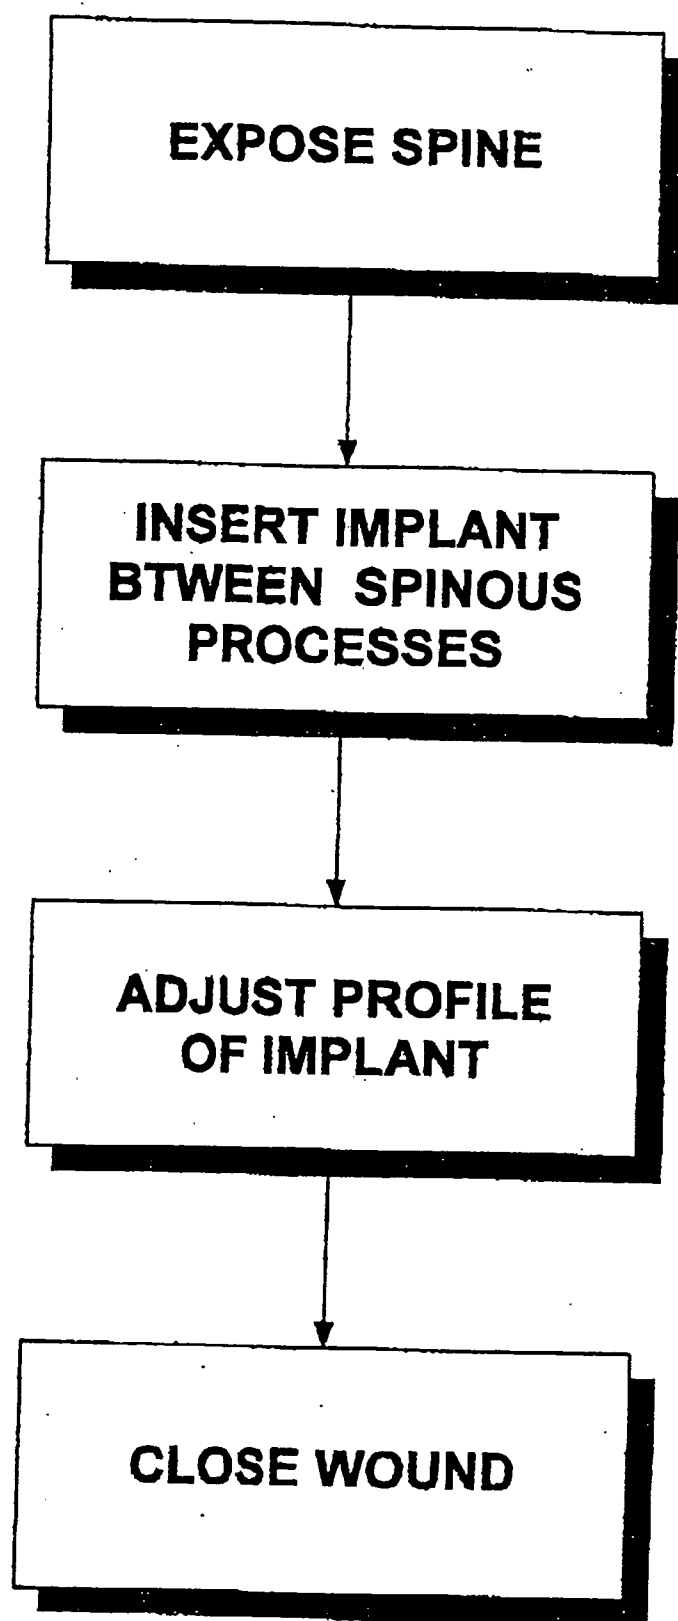 EXPOSE SPINE
INSERT IMPLANT
BTWEEN SPINOUS
PROCESSES
ADJUST PROFILE
OF IMPLANT
CLOSE WOUND